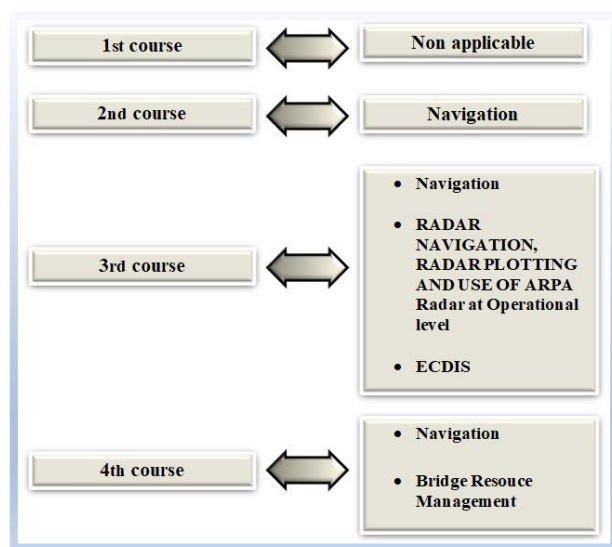 1st course
Non applicable
2nd course
Navigation
3rd course
• Navigation
• RADAR
NAVIGATION,
RADAR PLOTTING
AND USE OF ARPA
Radar at Operational
level
• ECDIS
4th course
• Navigation
• Bridge Resouce
Management